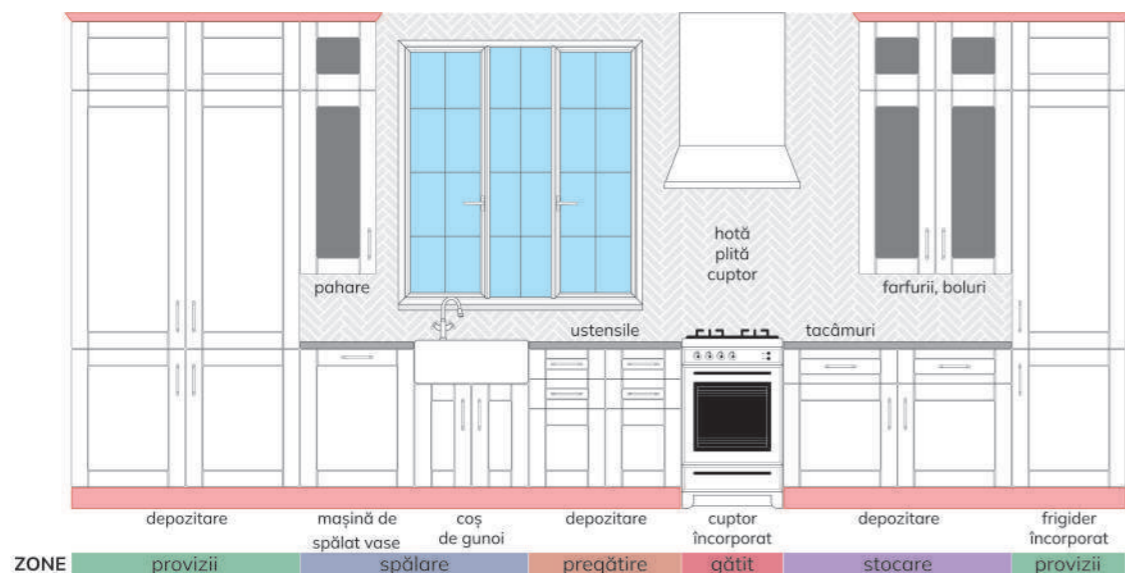 hotă
plită
cuptor
pahare
farfurii, boluri
ustensile
tacâmuri
depozitare
mașină de
spălat vase
coș
de gunoi
depozitare
cuptor
încorporat
depozitare
frigider
încorporat
ZONE
provizii
spălare
pregătire
gătit
stocare
provizii